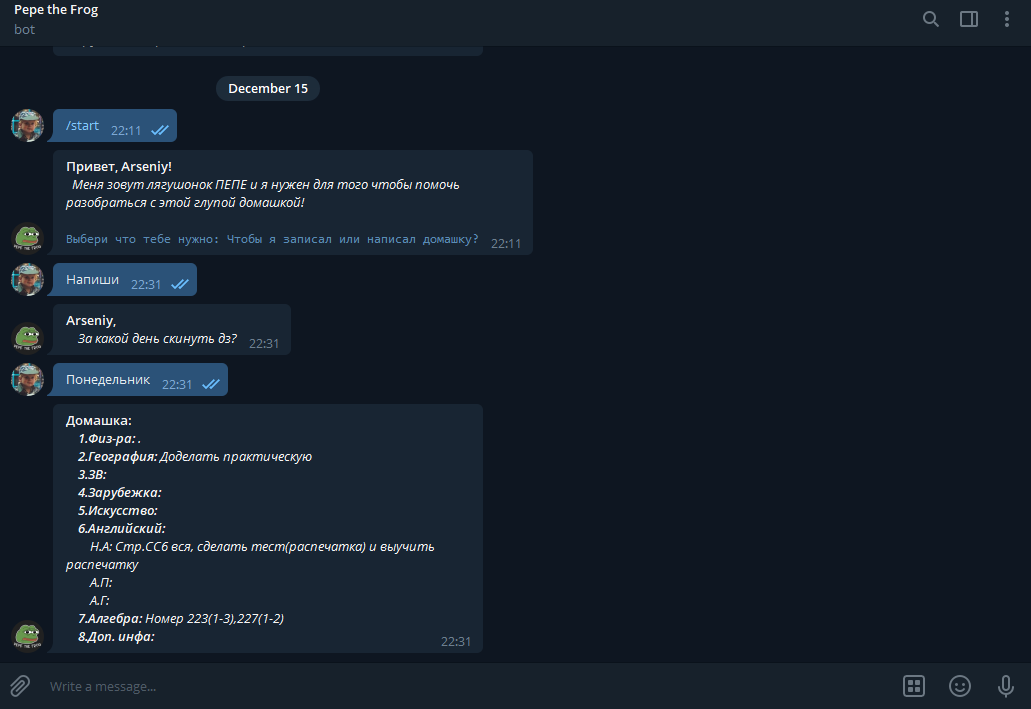 Pepe the Frog
bot
December 15
/start 22:11
Привет, Arseniy!
Меня зовут лягушонок ПЕПЕ и я нужен для того чтобы помочь
разобраться с этой глупой домашкой!
Выбери что тебе нужно: Чтобы я записал или написал домашку? 22:11
Напиши 22:31
Arseniy,
За какой день скинуть дз? 22:31
Понедельник 22:31
Домашка:
1.Физ-ра: .
2.География: Доделать практическую
3.ЗВ:
4.Зарубежка:
5.Искусство:
6.Английский:
Н.А: Стр.СС6 вся, сделать тест(распечатка) и выучить
распечатку
А.П:
А.Г:
7.Алгебра: Номер 223(1-3),227(1-2)
8.Доп. инфа: 22:31
Write a message...